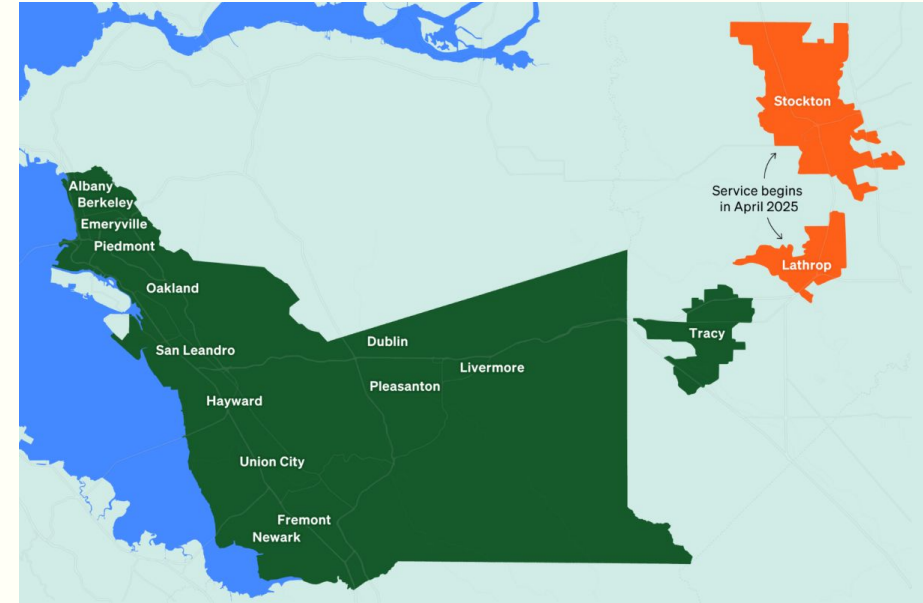 Stockton
Service begins
in April 2025
Lathrop
Albany
Berkeley
Emeryville
Piedmont
Oakland
San Leandro
Hayward
Union City
Fremont
Newark
Dublin
Pleasanton
Livermore
Tracy